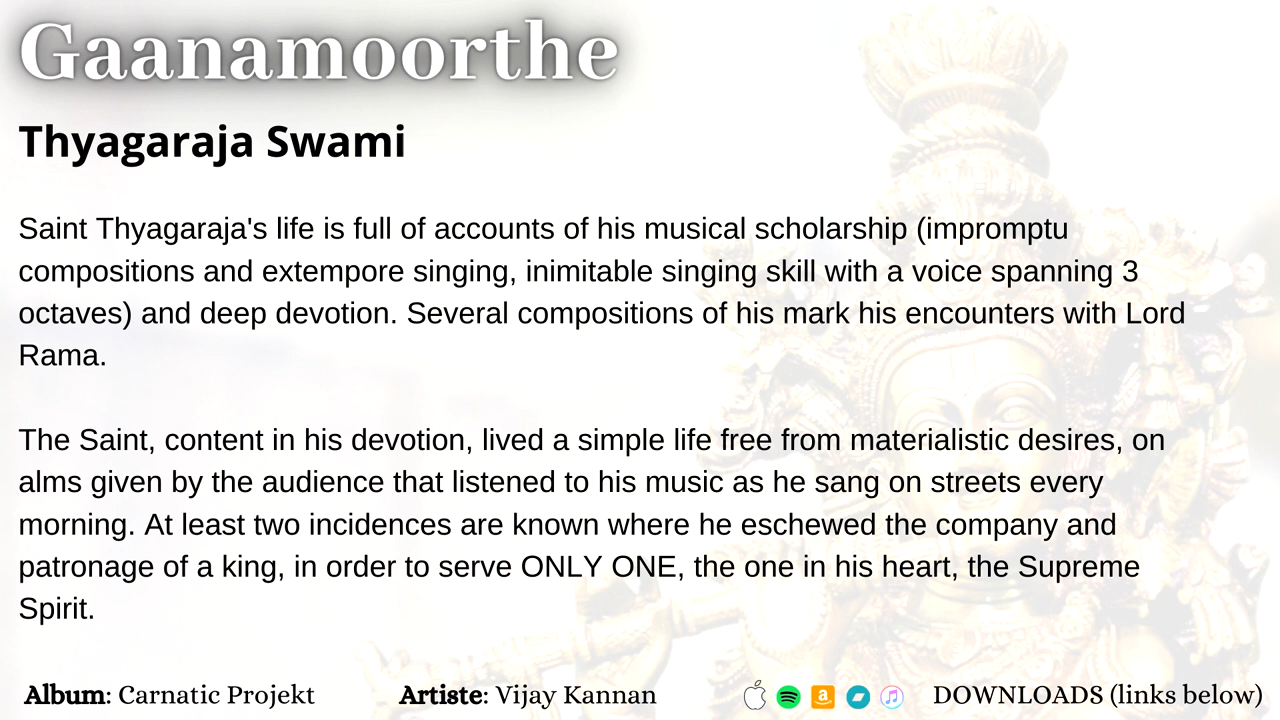 Gaanamoorthe
Thyagaraja Swami
Saint Thyagaraja's life is full of accounts of his musical scholarship (impromptu
compositions and extempore singing, inimitable singing skill with a voice spanning 3
octaves) and deep devotion. Several compositions of his mark his encounters with Lord
Rama.
The Saint, content in his devotion, lived a simple life free from materialistic desires, on
alms given by the audience that listened to his music as he sang on streets every
morning. At least two incidences are known where he eschewed the company and
patronage of a king, in order to serve ONLY ONE, the one in his heart, the Supreme
Spirit.
Album: Carnatic Projekt Artiste: Vijay Kannan DOWNLOADS (links below)